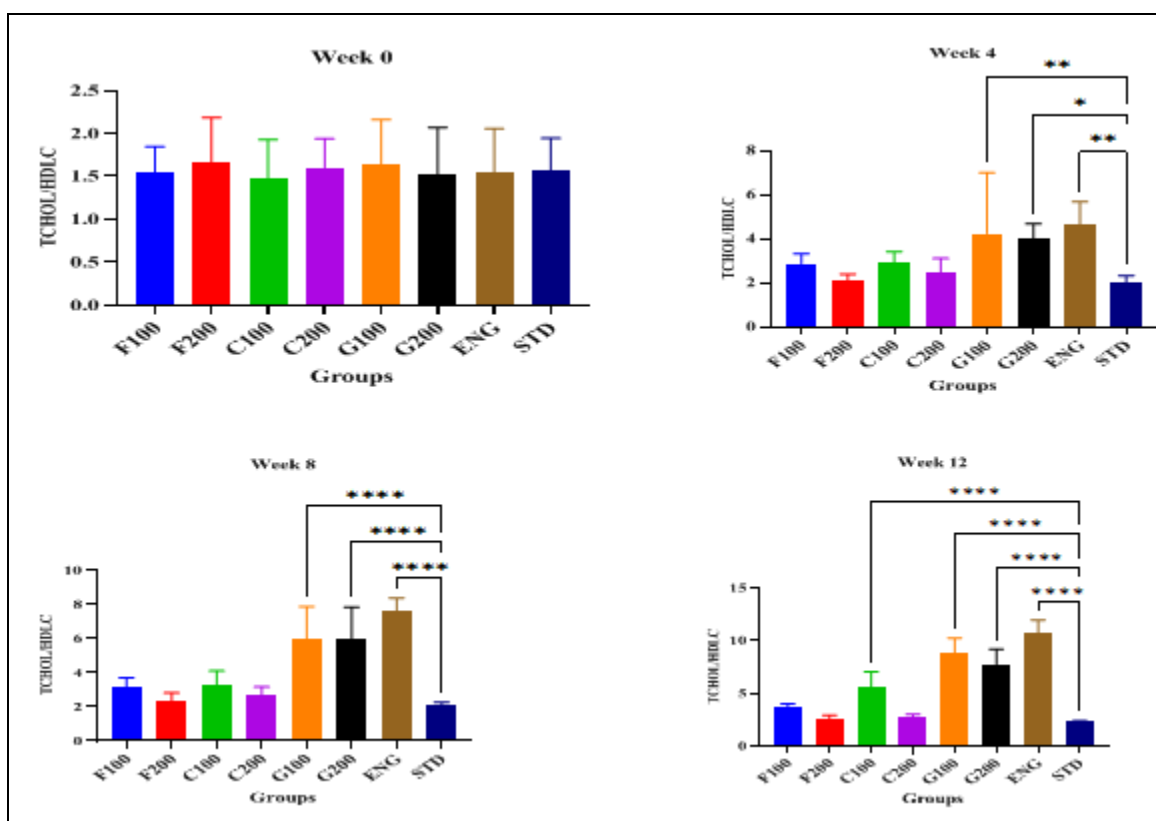 Week 0
TCHOL/HDLC
2.5
2.0
1.5
1.0
0.5
0.0
F100 F200 C100 C200 G100 G200 ENG STD
Groups
Week 4
**
*
**
TCHOL/HDLC
8
6
4
2
0
F100 F200 C100 C200 G100 G200 ENG STD
Groups
Week 8
****
****
****
TCHOL/HDLC
10
8
6
4
2
0
F100 F200 C100 C200 G100 G200 ENG STD
Groups
Week 12
****
****
****
****
TCHOL/HDLC
15
10
5
0
F100 F200 C100 C200 G100 G200 ENG STD
Groups